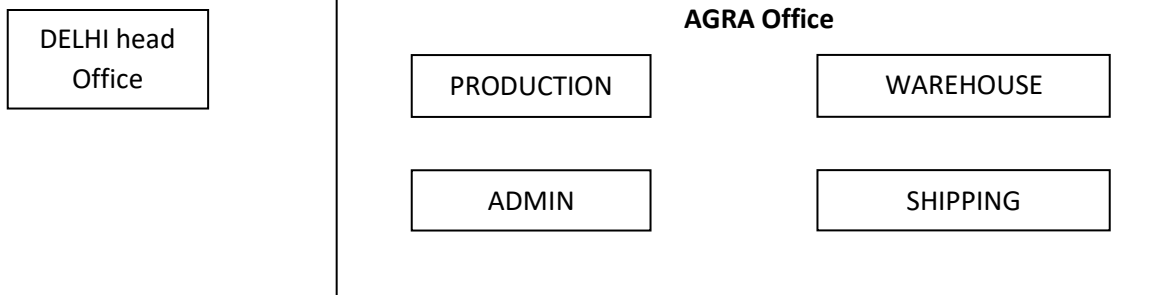 DELHI head
Office
AGRA Office
PRODUCTION
WAREHOUSE
ADMIN
SHIPPING